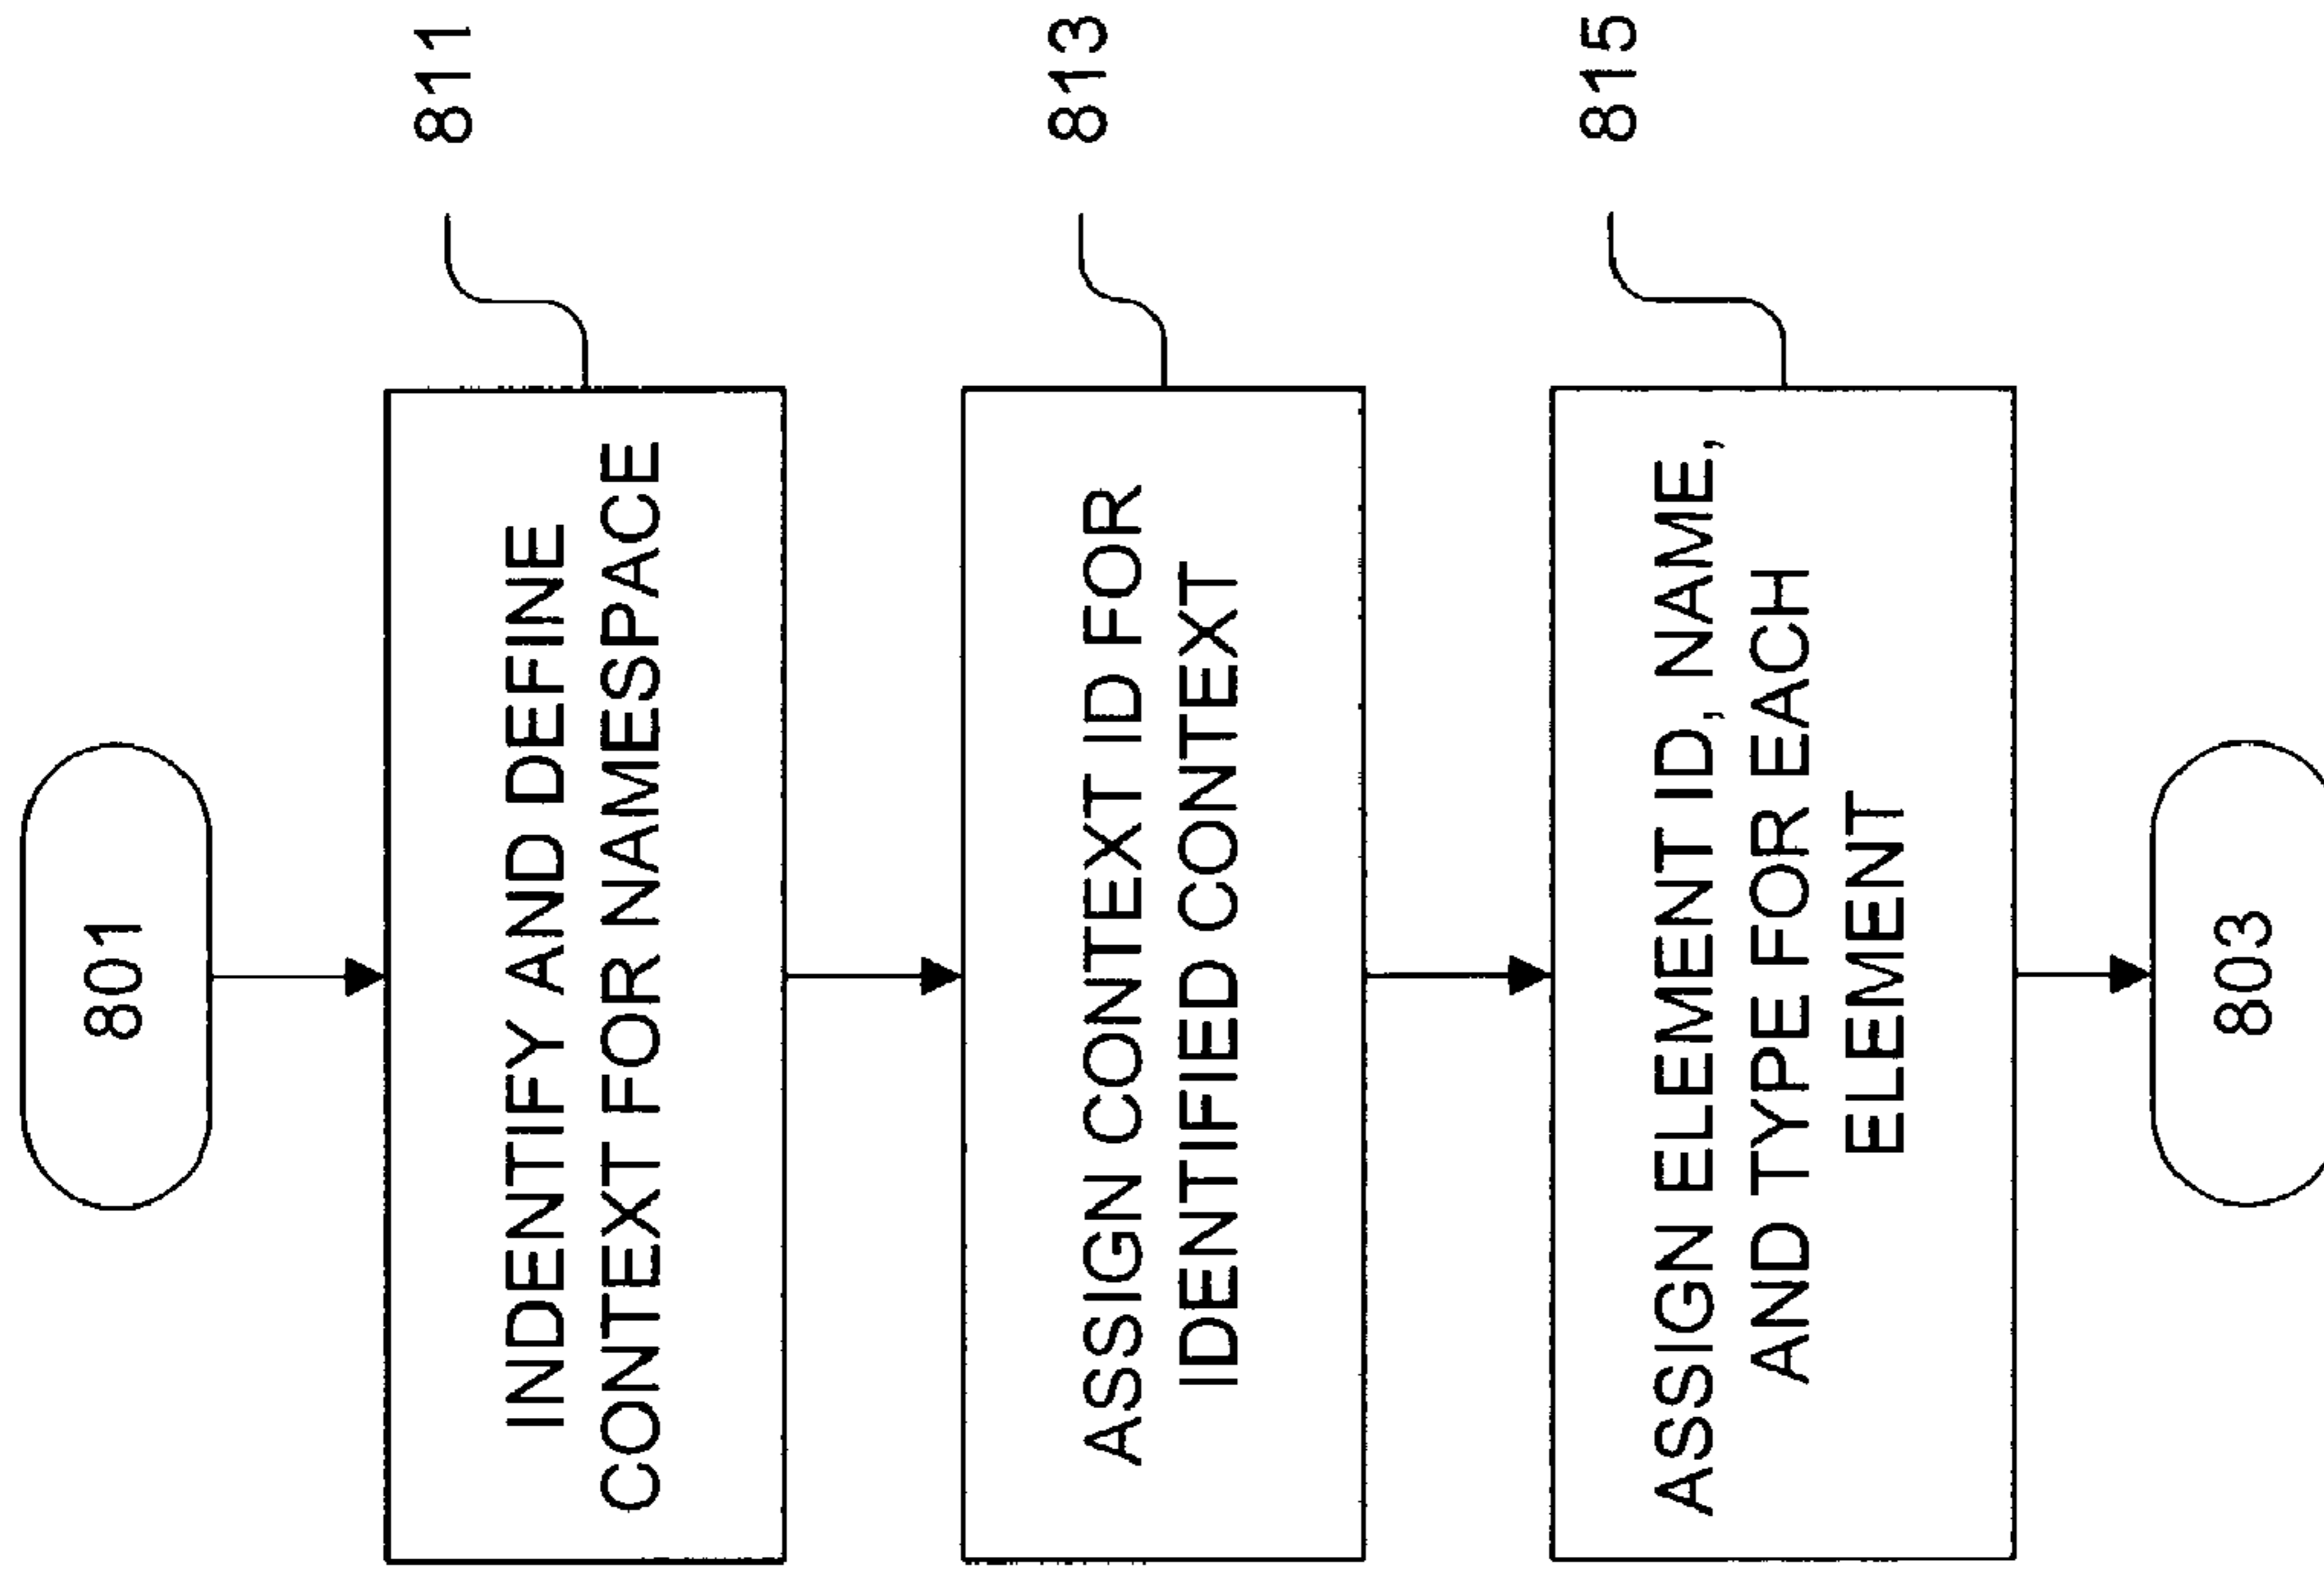 801
INDENTIFY AND DEFINE
CONTEXT FOR NAMESPACE
811
ASSIGN CONTEXT ID FOR
IDENTIFIED CONTEXT
813
ASSIGN ELEMENT ID, NAME,
AND TYPE FOR EACH
ELEMENT
815
803